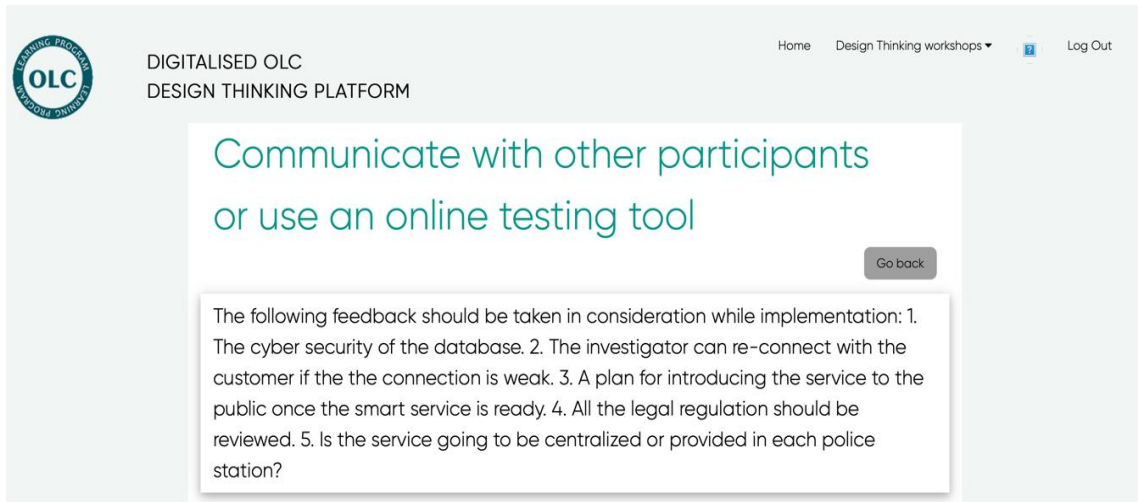 LEARNING PROGRAM
OLC
LEARNING PROGRAM
DIGITALISED OLC
DESIGN THINKING PLATFORM
Home Design Thinking workshops Log Out
Communicate with other participants
or use an online testing tool
Go back
The following feedback should be taken in consideration while implementation: 1.
The cyber security of the database. 2. The investigator can re-connect with the
customer if the the connection is weak. 3. A plan for introducing the service to the
public once the smart service is ready. 4. All the legal regulation should be
reviewed. 5. Is the service going to be centralized or provided in each police
station?